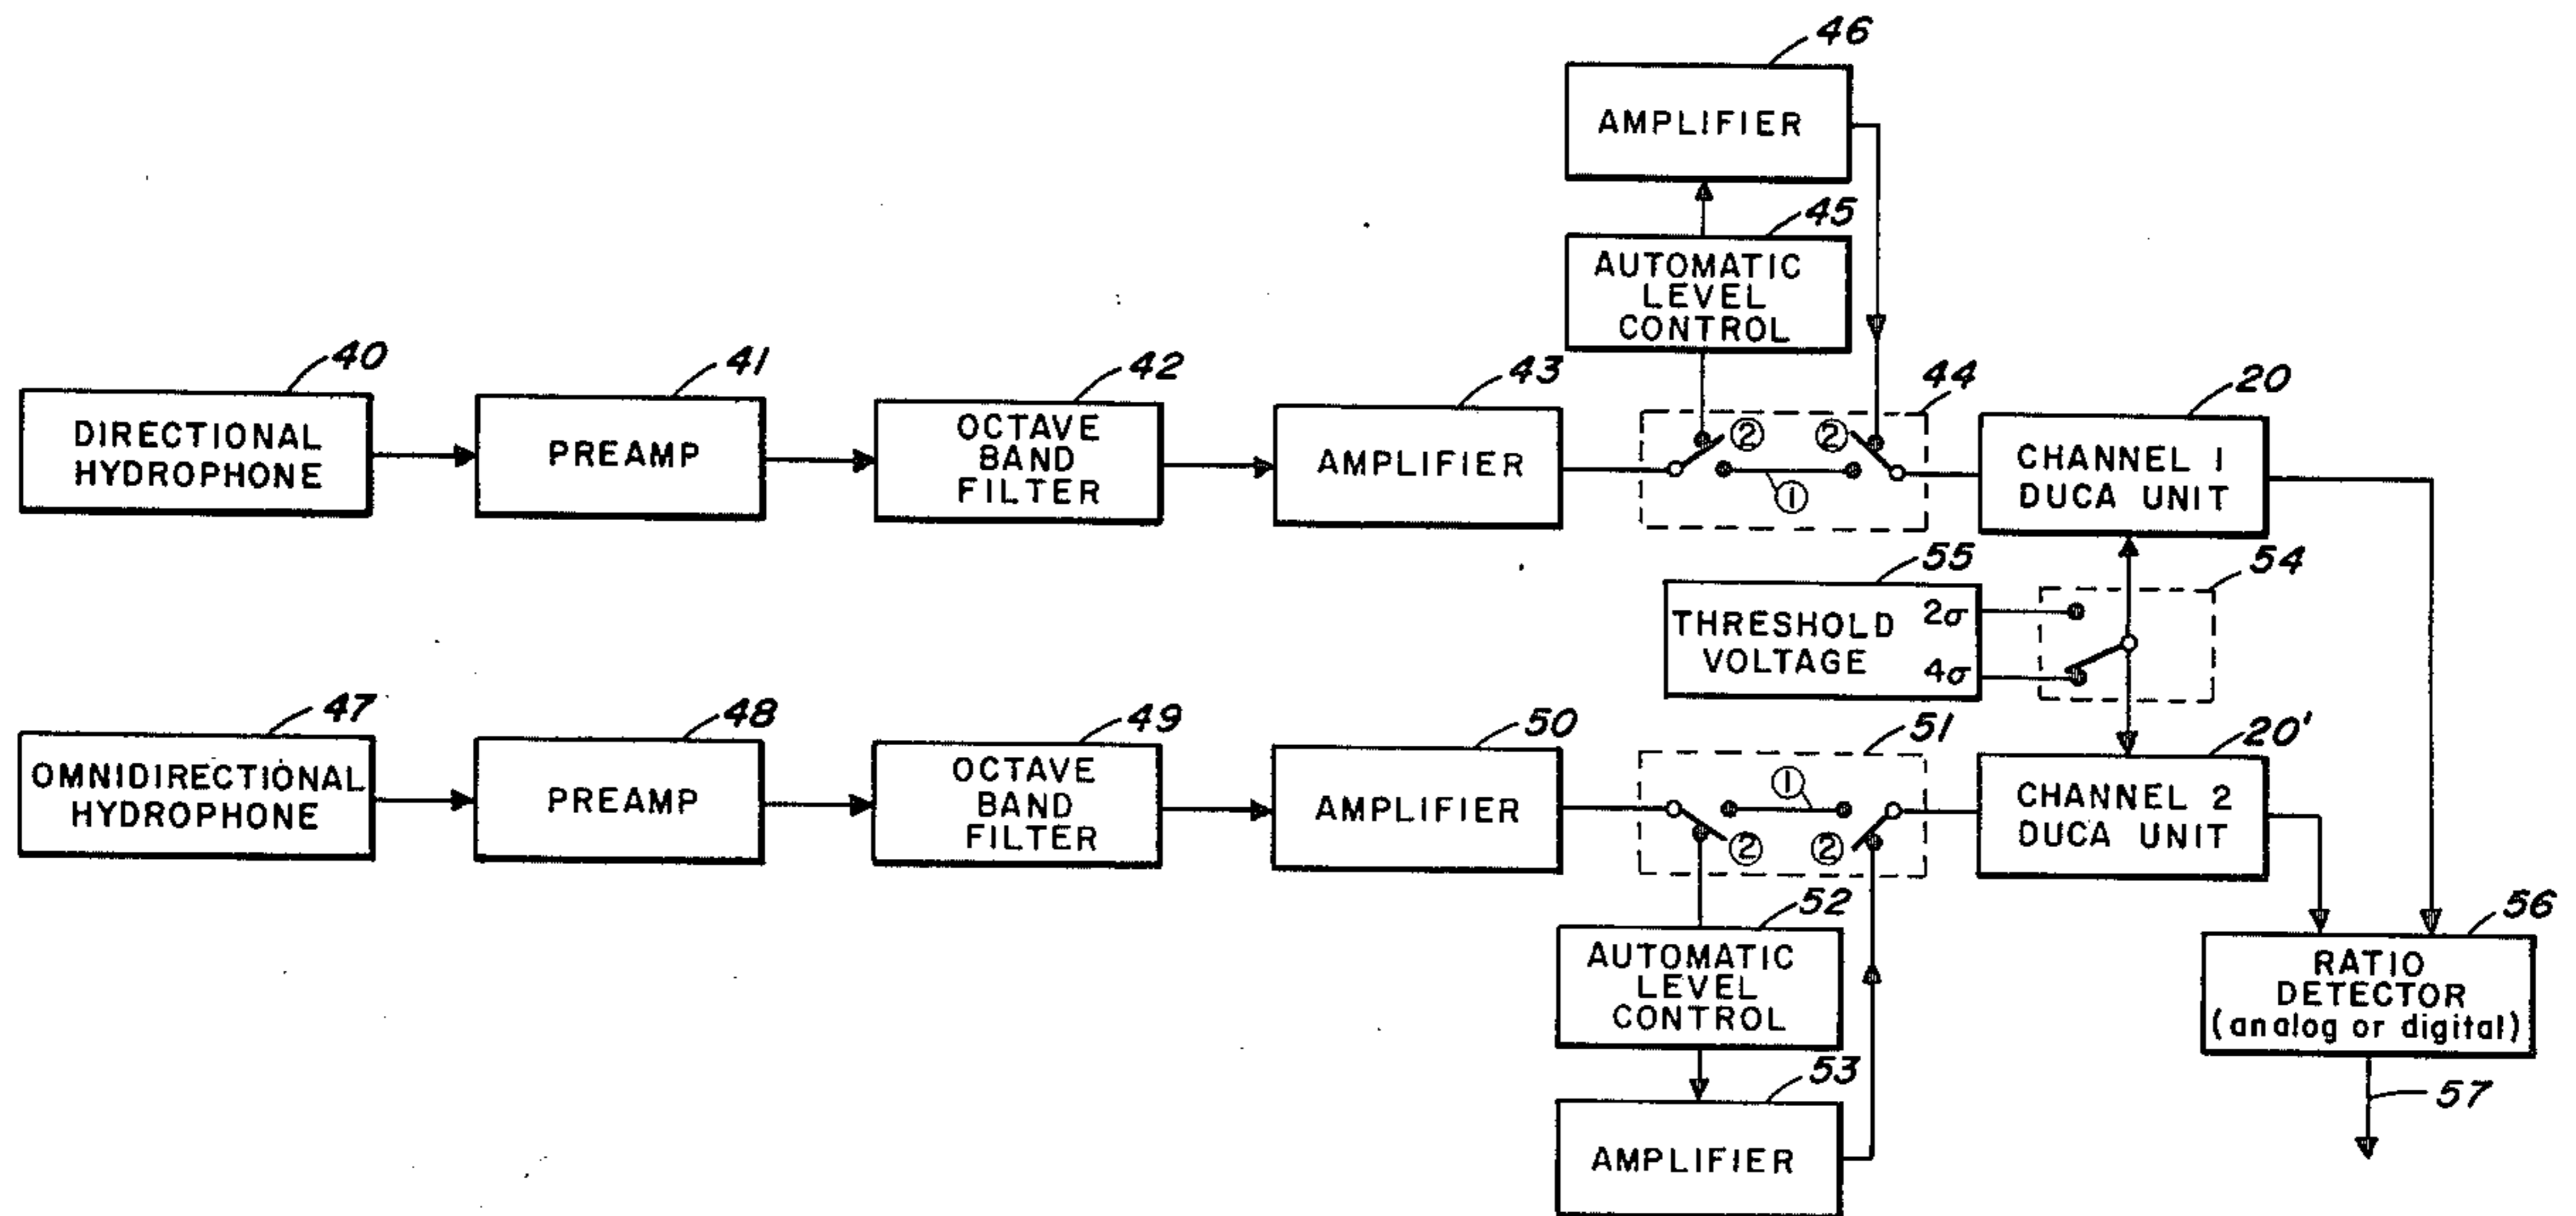 46
AMPLIFIER
45
AUTOMATIC
LEVEL
CONTROL
40
DIRECTIONAL
HYDROPHONE
41
PREAMP
42
OCTAVE
BAND
FILTER
43
AMPLIFIER
44
②
②
①
20
CHANNEL 1
DUCA UNIT
55
THRESHOLD
VOLTAGE
2σ
4σ
54
47
OMNIDIRECTIONAL
HYDROPHONE
48
PREAMP
49
OCTAVE
BAND
FILTER
50
AMPLIFIER
51
①
②
②
20'
CHANNEL 2
DUCA UNIT
52
AUTOMATIC
LEVEL
CONTROL
53
AMPLIFIER
56
RATIO
DETECTOR
(analog or digital)
57